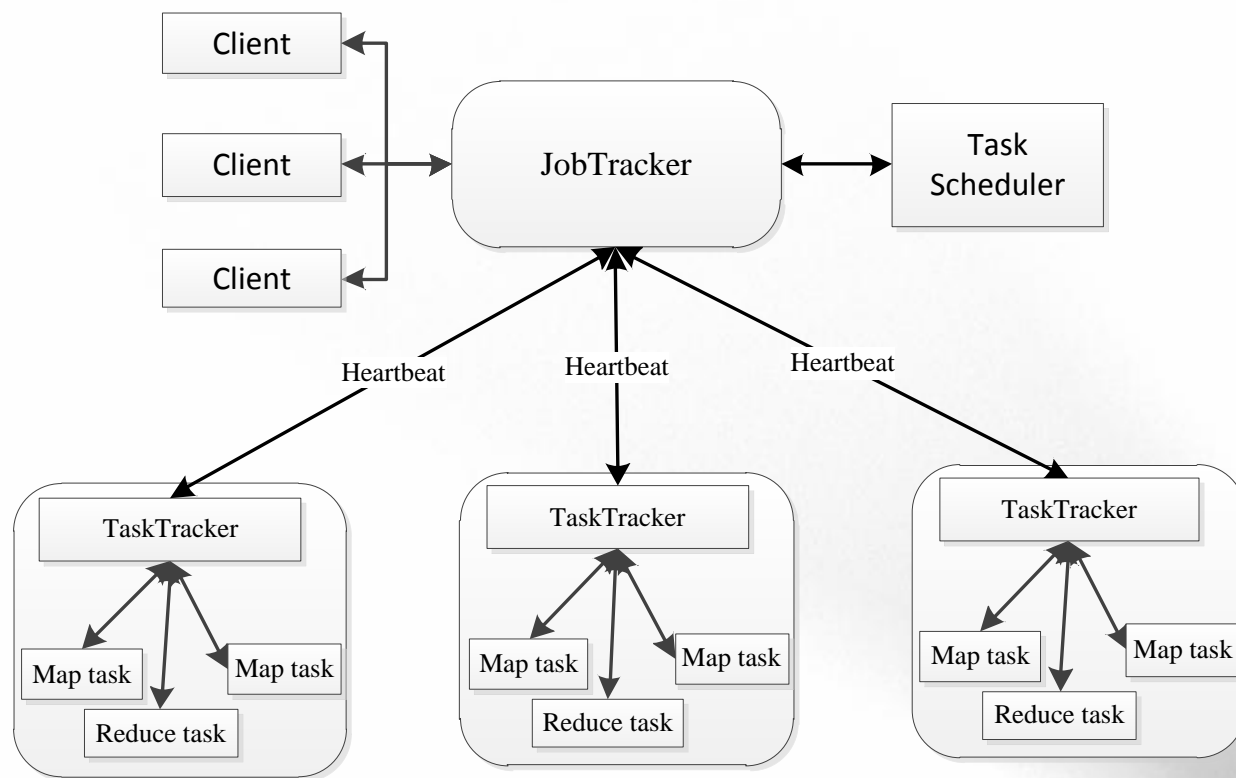 Client
Client
Client
JobTracker
Task
Scheduler
Heartbeat
Heartbeat
Heartbeat
TaskTracker
Map task
Map task
Reduce task
TaskTracker
Map task
Map task
Reduce task
TaskTracker
Map task
Map task
Reduce task